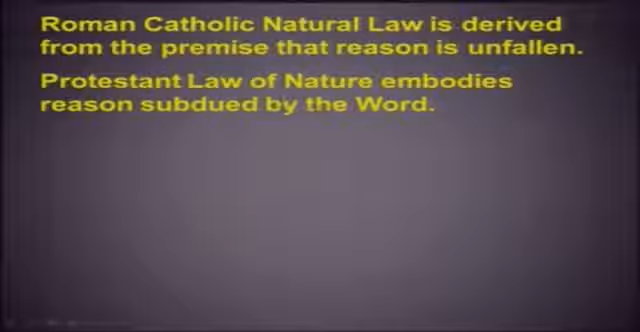 Roman Catholic Natural Law is derived
from the premise that reason is unfallen.
Protestant Law of Nature embodies
reason subdued by the Word.